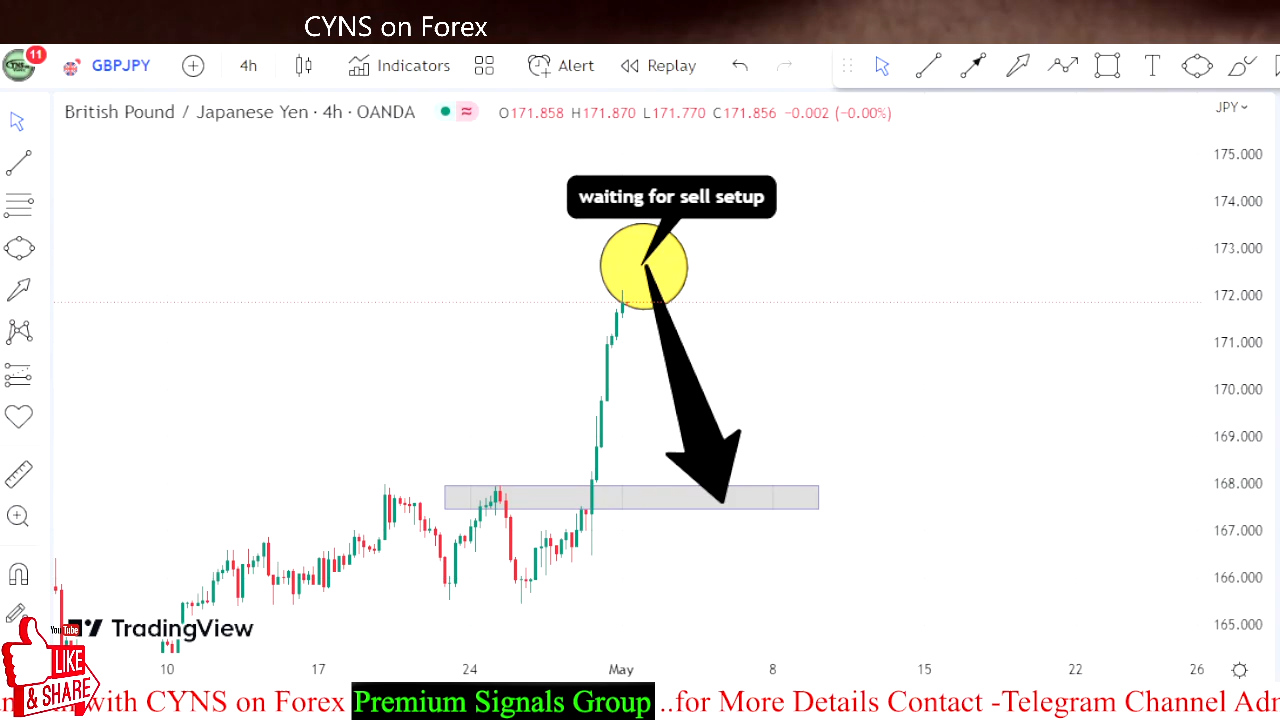 CYNS on Forex
11
GBPJPY 4h Indicators Alert Replay
British Pound / Japanese Yen · 4h · OANDA O171.858 H171.870 L171.770 C171.856 −0.002 (−0.00%) JPY
175.000
waiting for sell setup
174.000
173.000
172.000
171.000
170.000
169.000
168.000
167.000
166.000
165.000
TradingView
You Tube
LIKE
& SHARE
10 17 24 May 8 15 22 26
with CYNS on Forex Premium Signals Group ..for More Details Contact -Telegram Channel